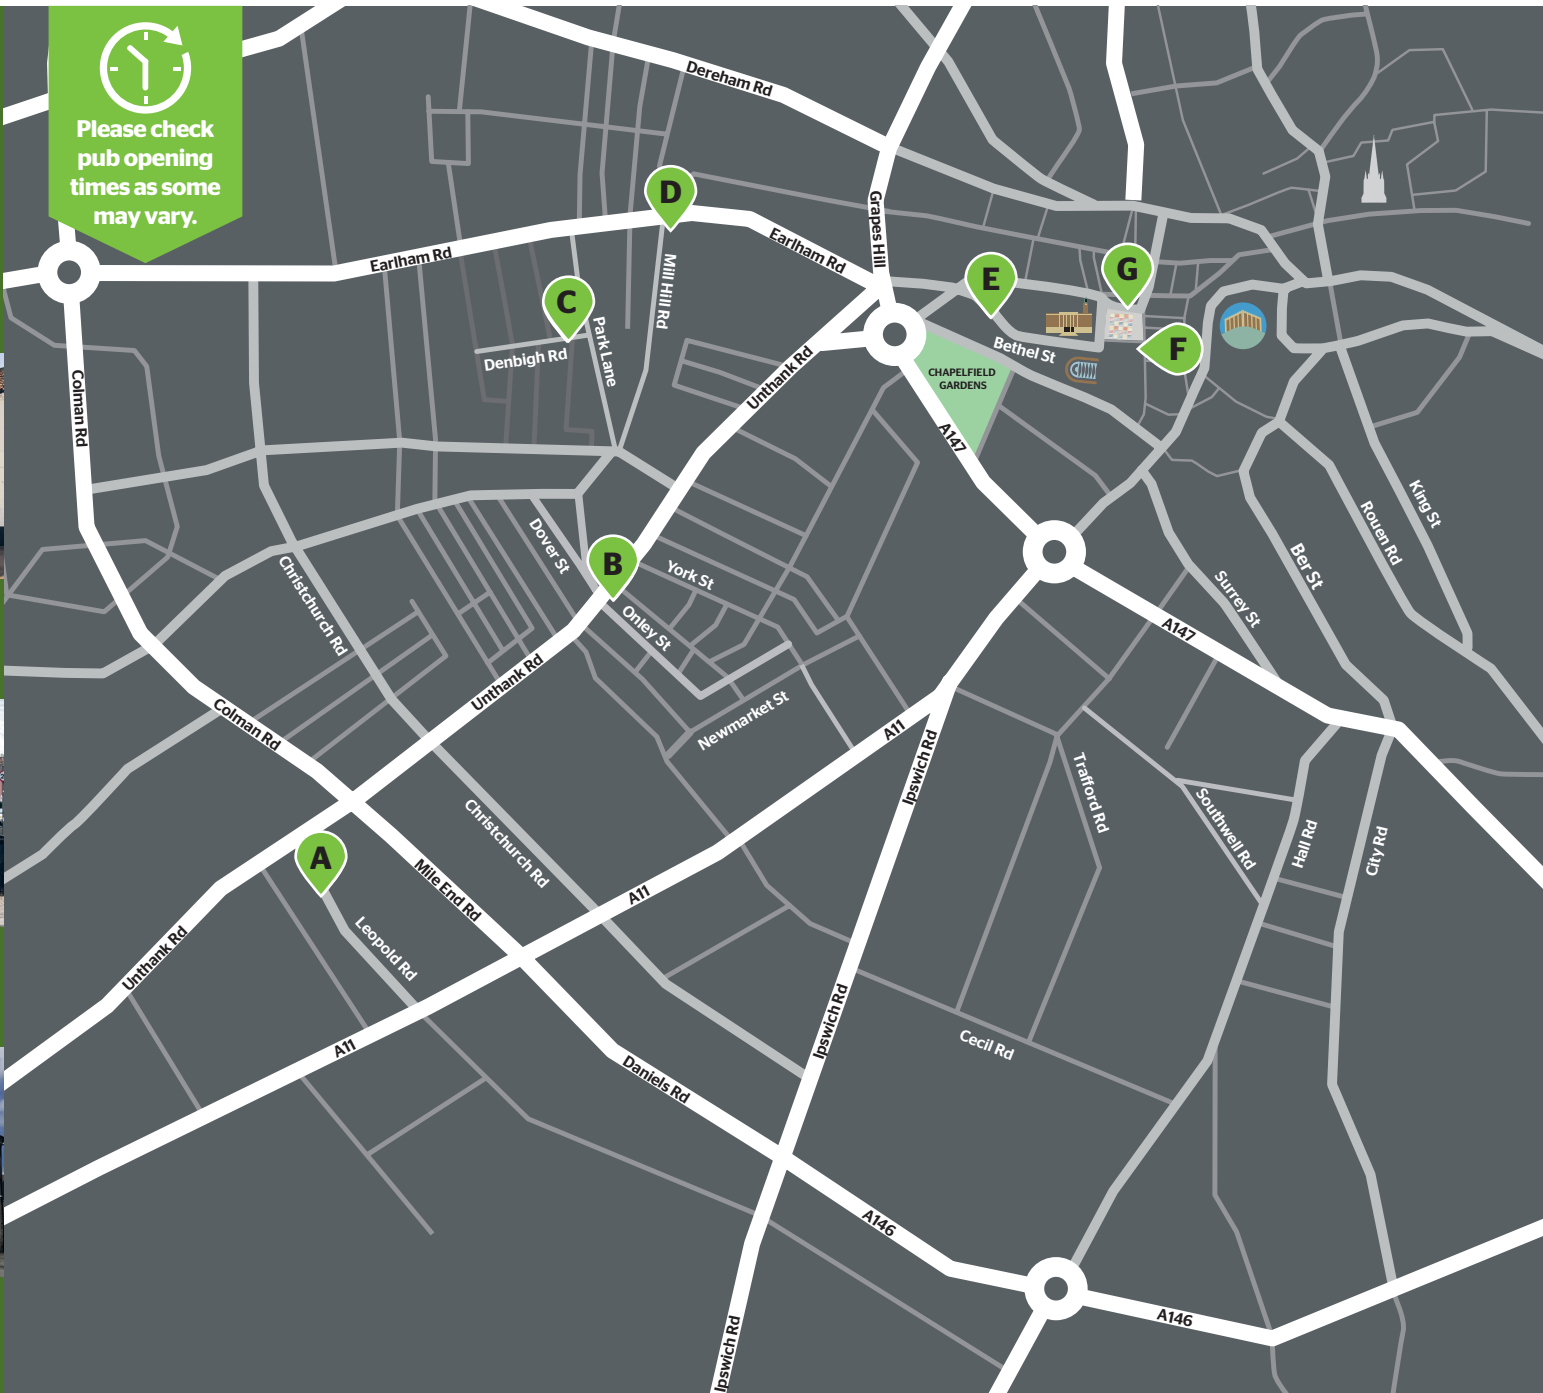 Please check
pub opening
times as some
may vary.
Dereham Rd
D
Grapes Hill
Earlham Rd
Earlham Rd
Mill Hill Rd
E
G
C
Park Lane
Denbigh Rd
Bethel St
F
CHAPELFIELD
GARDENS
Unthank Rd
Colman Rd
A147
King St
Rouen Rd
Ber St
Dover St
B
York St
Surrey St
Christchurch Rd
Onley St
A147
Unthank Rd
Newmarket St
Colman Rd
A11
Ipswich Rd
Trafford Rd
Southwell Rd
Hall Rd
City Rd
Christchurch Rd
A
Mile End Rd
A11
Leopold Rd
Unthank Rd
Ipswich Rd
Cecil Rd
A11
Daniels Rd
A146
A146
Ipswich Rd